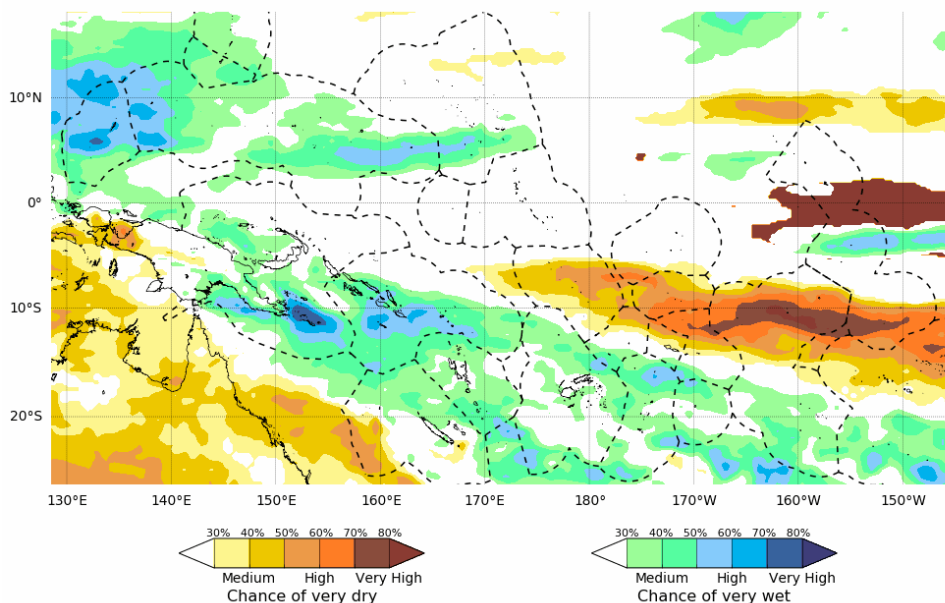 10°N
0°
10°S
20°S
130°E 140°E 150°E 160°E 170°E 180° 170°W 160°W 150°W
30% 40% 50% 60% 70% 80%
Medium High Very High
Chance of very dry
30% 40% 50% 60% 70% 80%
Medium High Very High
Chance of very wet